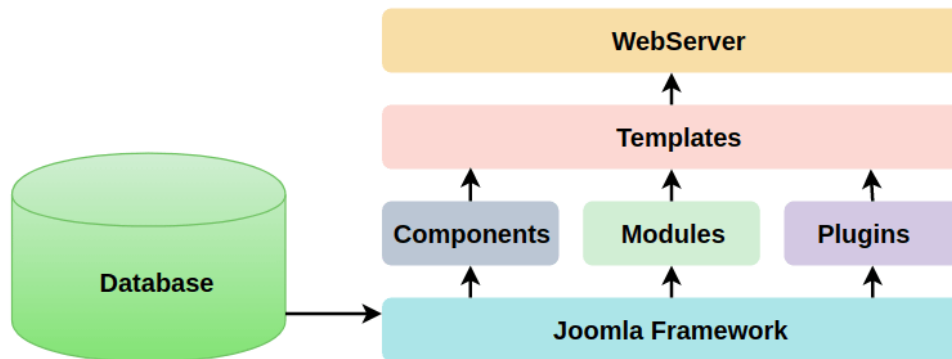 WebServer
Templates
Components
Modules
Plugins
Database
Joomla Framework